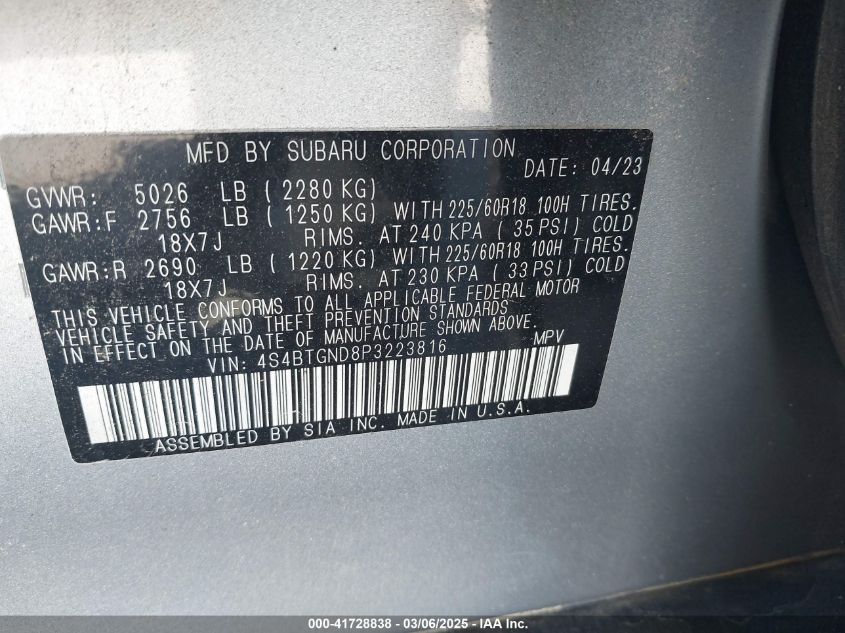 MFD BY SUBARU CORPORATION
DATE: 04/23
GVWR: 5026 LB ( 2280 KG)
GAWR:F 2756 LB ( 1250 KG) WITH 225/60R18 100H TIRES.
18X7J RIMS. AT 240 KPA ( 35 PSI) COLD
GAWR:R 2690 LB ( 1220 KG) WITH 225/60R18 100H TIRES.
18X7J RIMS. AT 230 KPA ( 33 PSI) COLD
THIS VEHICLE CONFORMS TO ALL APPLICABLE FEDERAL MOTOR
VEHICLE SAFETY AND THEFT PREVENTION STANDARDS
IN EFFECT ON THE DATE OF MANUFACTURE SHOWN ABOVE.
VIN: 4S4BTGND8P3223816 MPV
ASSEMBLED BY SIA INC. MADE IN U.S.A.
000-41728838 - 03/06/2025 - IAA Inc.